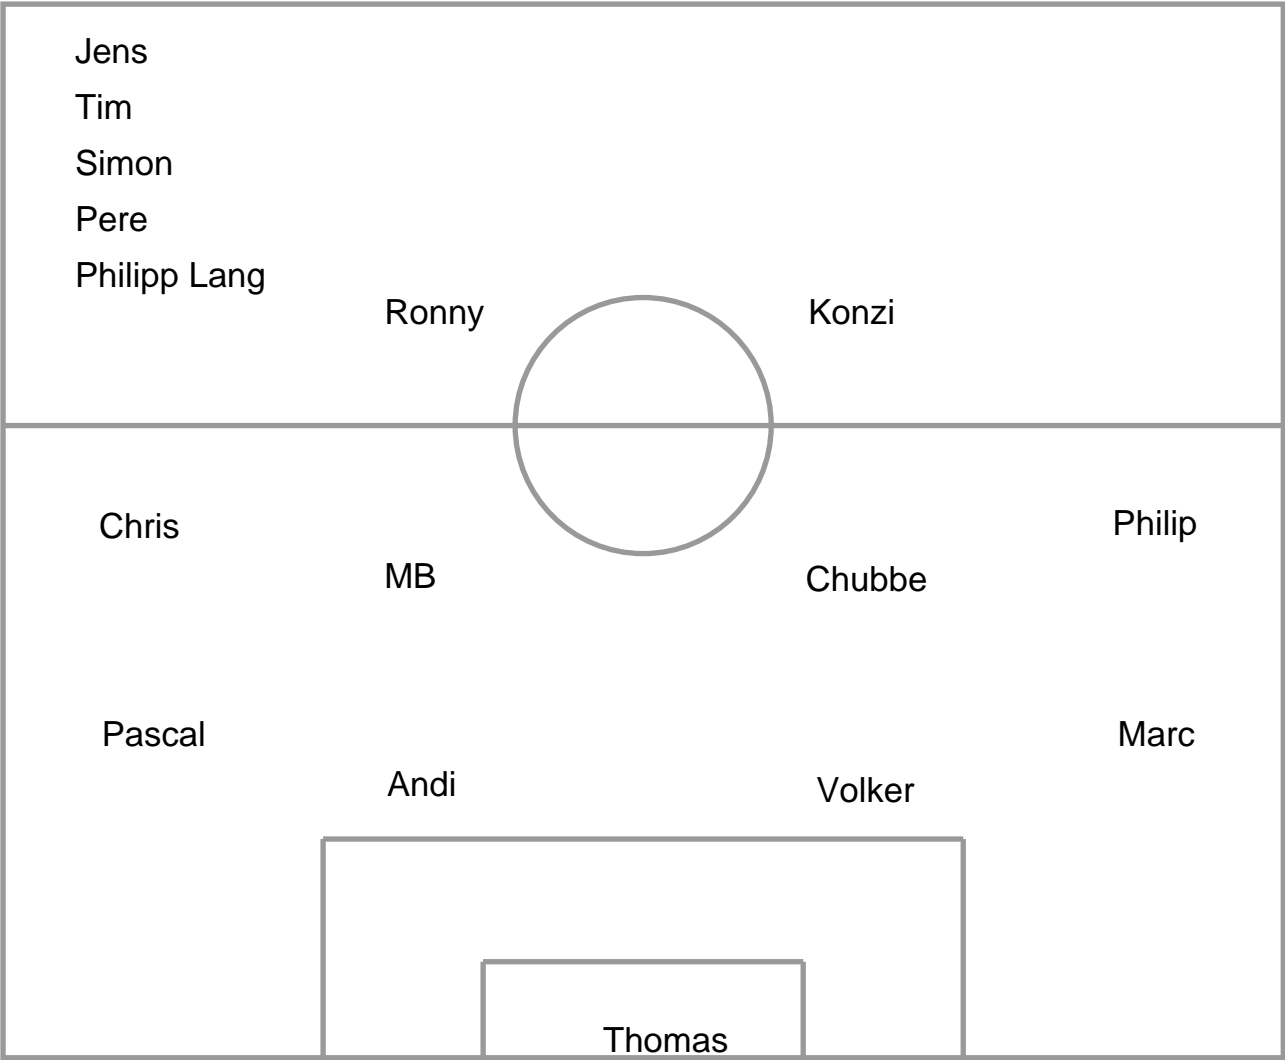 Jens
Tim
Simon
Pere
Philipp Lang
Ronny
Konzi
Chris
Philip
MB
Chubbe
Pascal
Marc
Andi
Volker
Thomas